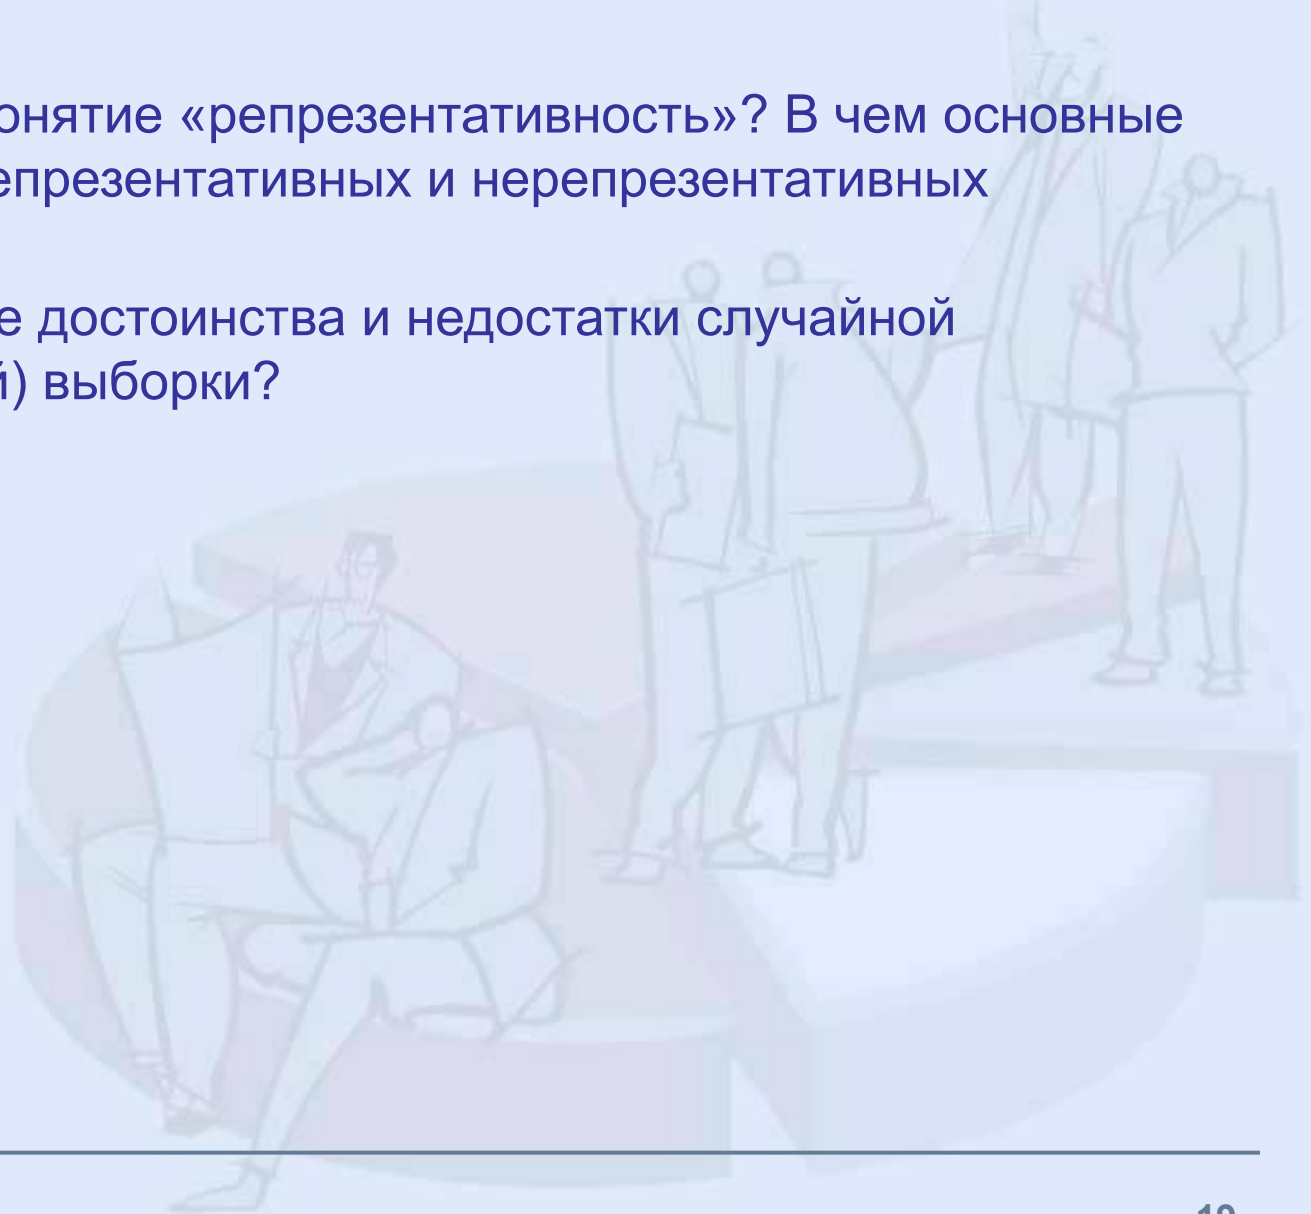 онятие «репрезентативность»? В чем основные
епрезентативных и нерепрезентативных
е достоинства и недостатки случайной
й) выборки?